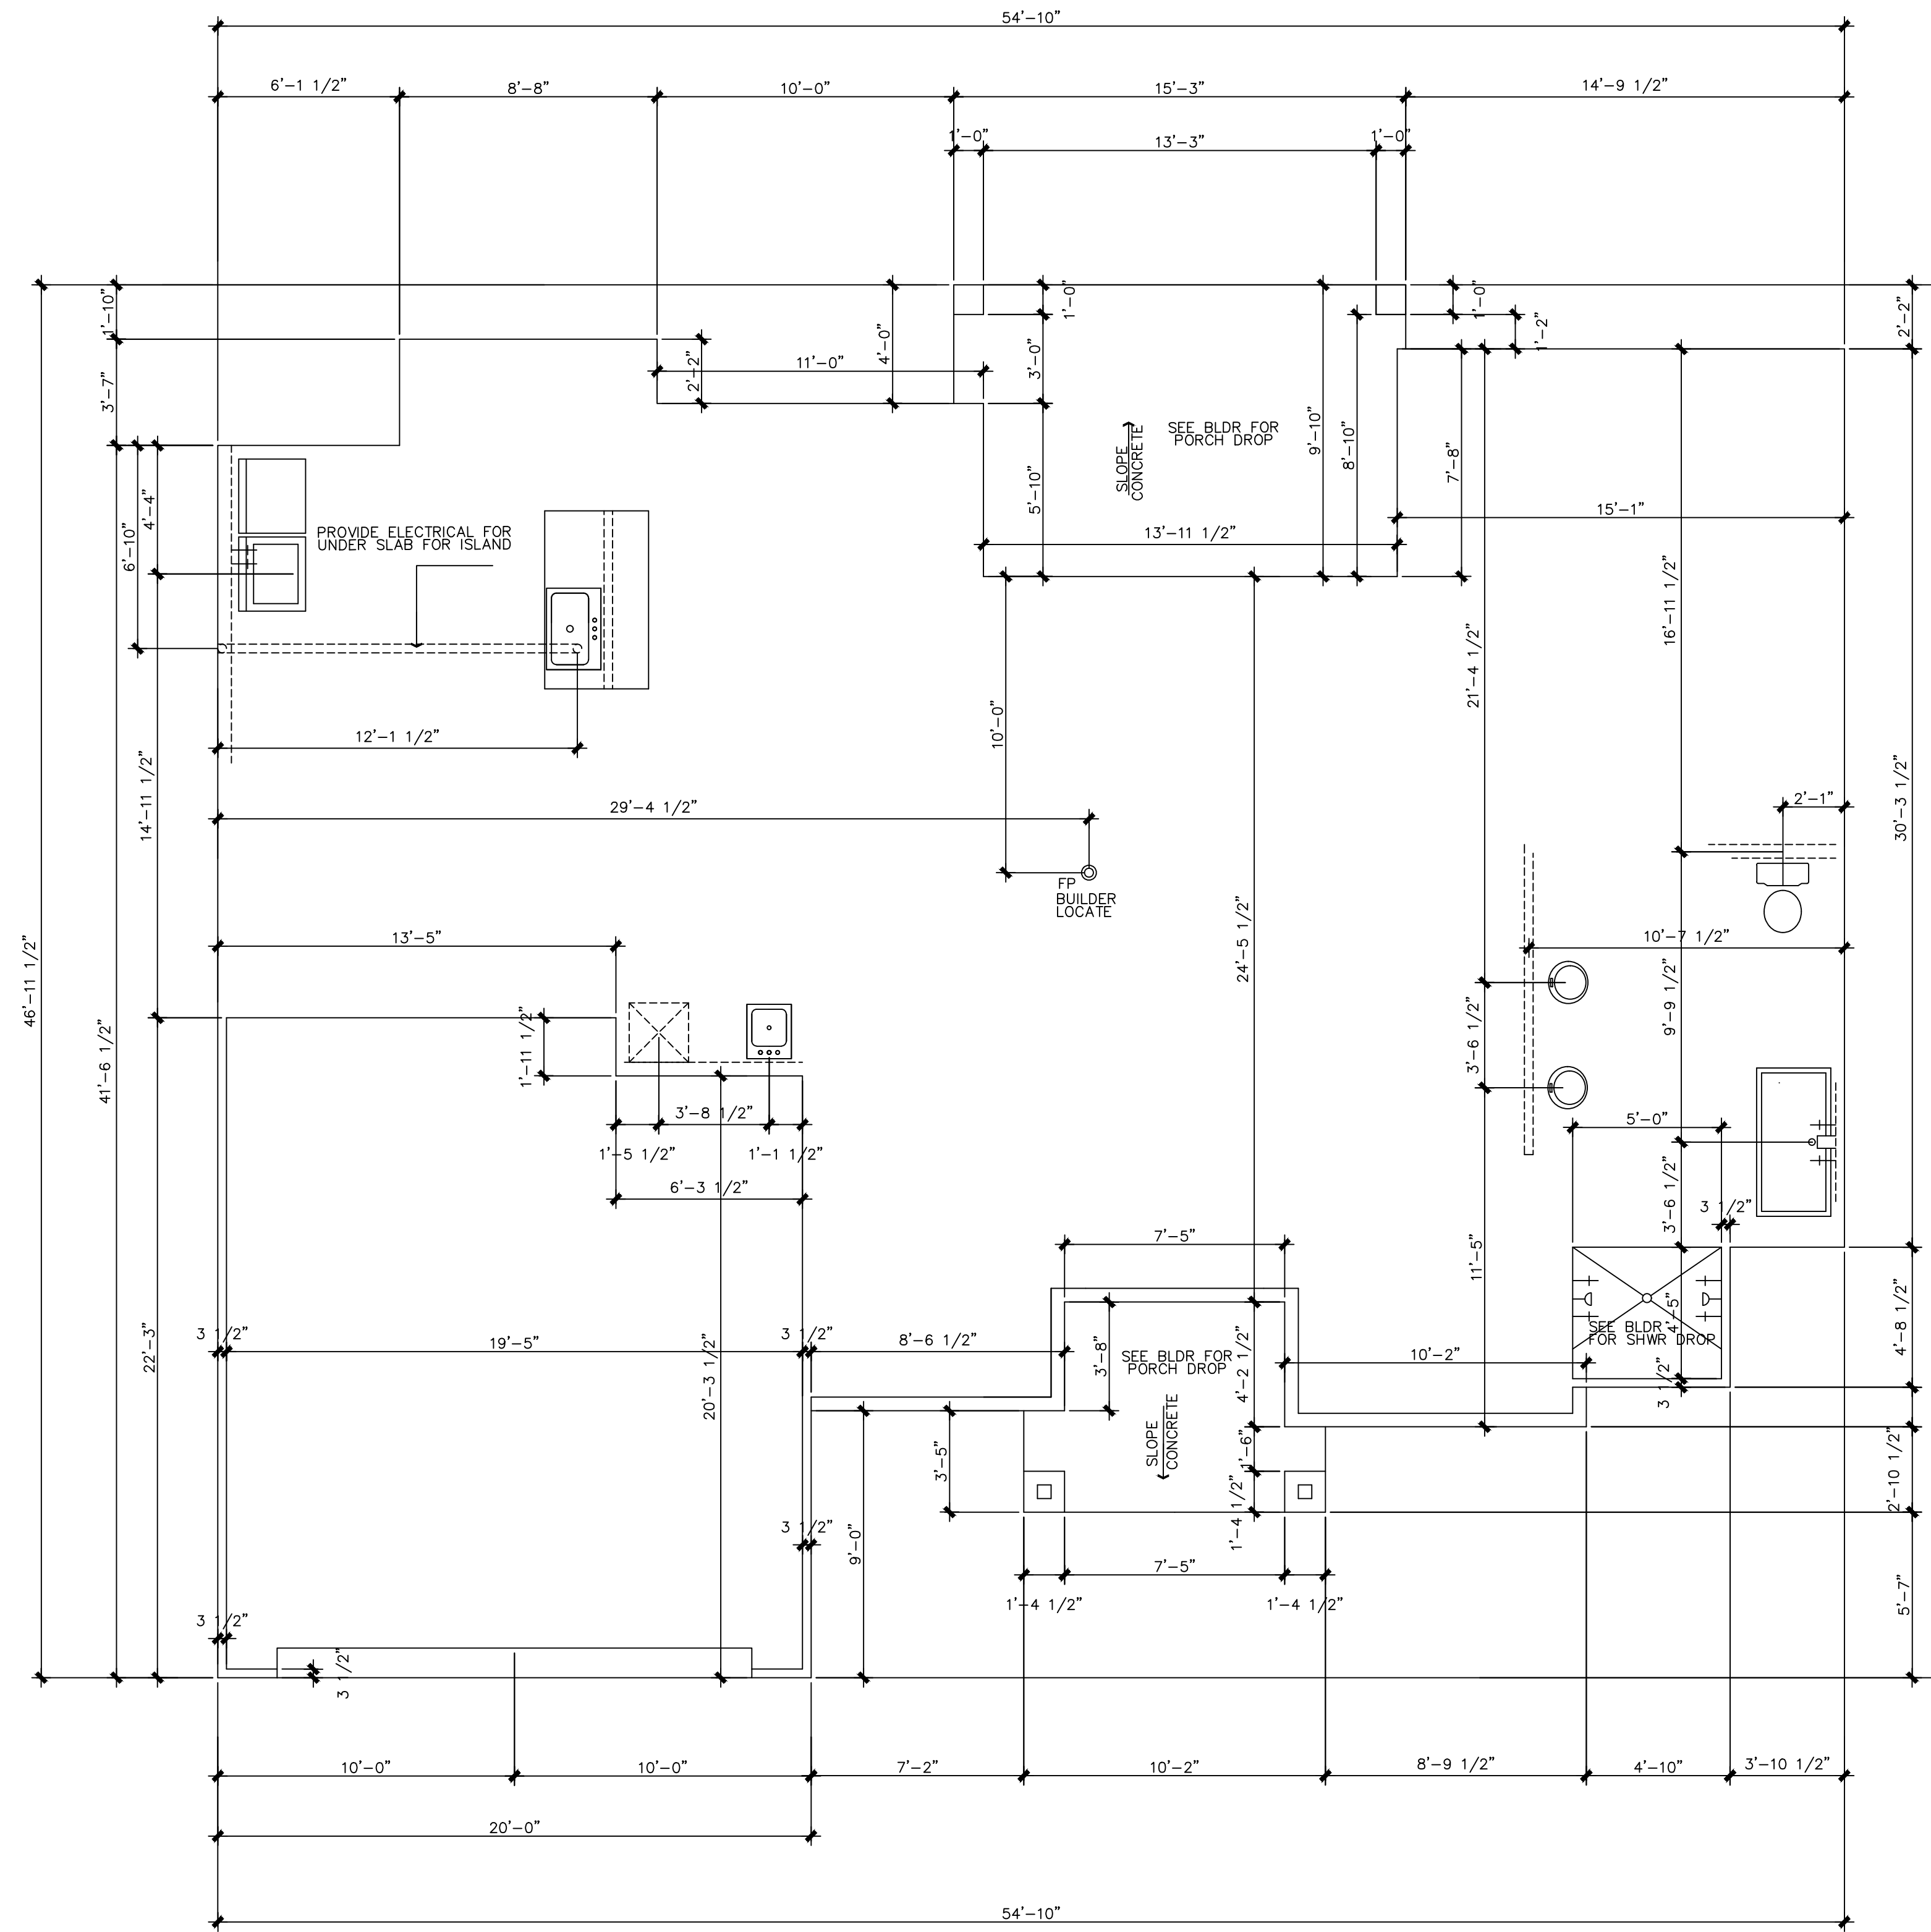 54'-10"
6'-1 1/2" 8'-8" 10'-0" 15'-3" 14'-9 1/2"
1'-0" 13'-3" 1'-0"
1'-10"
1'-0"
1'-0"
2'-2"
1'-2"
4'-0"
3'-0"
2'-2"
11'-0"
3'-7"
SEE BLDR FOR
PORCH DROP
SLOPE
CONCRETE
9'-10"
8'-10"
7'-8"
5'-10"
4'-4"
6'-10"
15'-1"
PROVIDE ELECTRICAL FOR
UNDER SLAB FOR ISLAND
13'-11 1/2"
16'-11 1/2"
21'-4 1/2"
10'-0"
12'-1 1/2"
14'-11 1/2"
29'-4 1/2"
2'-1"
30'-3 1/2"
FP
BUILDER
LOCATE
24'-5 1/2"
13'-5"
10'-7 1/2"
46'-11 1/2"
9'-9 1/2"
41'-6 1/2"
1'-11 1/2"
3'-6 1/2"
3'-8 1/2"
5'-0"
1'-5 1/2" 1'-1 1/2"
6'-3 1/2"
3'-6 1/2"
3 1/2"
7'-5"
11'-5"
4'-5"
4'-8 1/2"
SEE BLDR
FOR SHWR DROP
22'-3"
3 1/2" 19'-5" 3 1/2" 8'-6 1/2"
20'-3 1/2"
3'-8"
SEE BLDR FOR
PORCH DROP
4'-2 1/2"
10'-2"
3 1/2"
SLOPE
CONCRETE
3'-5"
1'-6"
2'-10 1/2"
1'-4 1/2"
3 1/2"
9'-0"
7'-5"
5'-7"
1'-4 1/2" 1'-4 1/2"
3 1/2"
3 1/2"
10'-0" 10'-0" 7'-2" 10'-2" 8'-9 1/2" 4'-10" 3'-10 1/2"
20'-0"
54'-10"